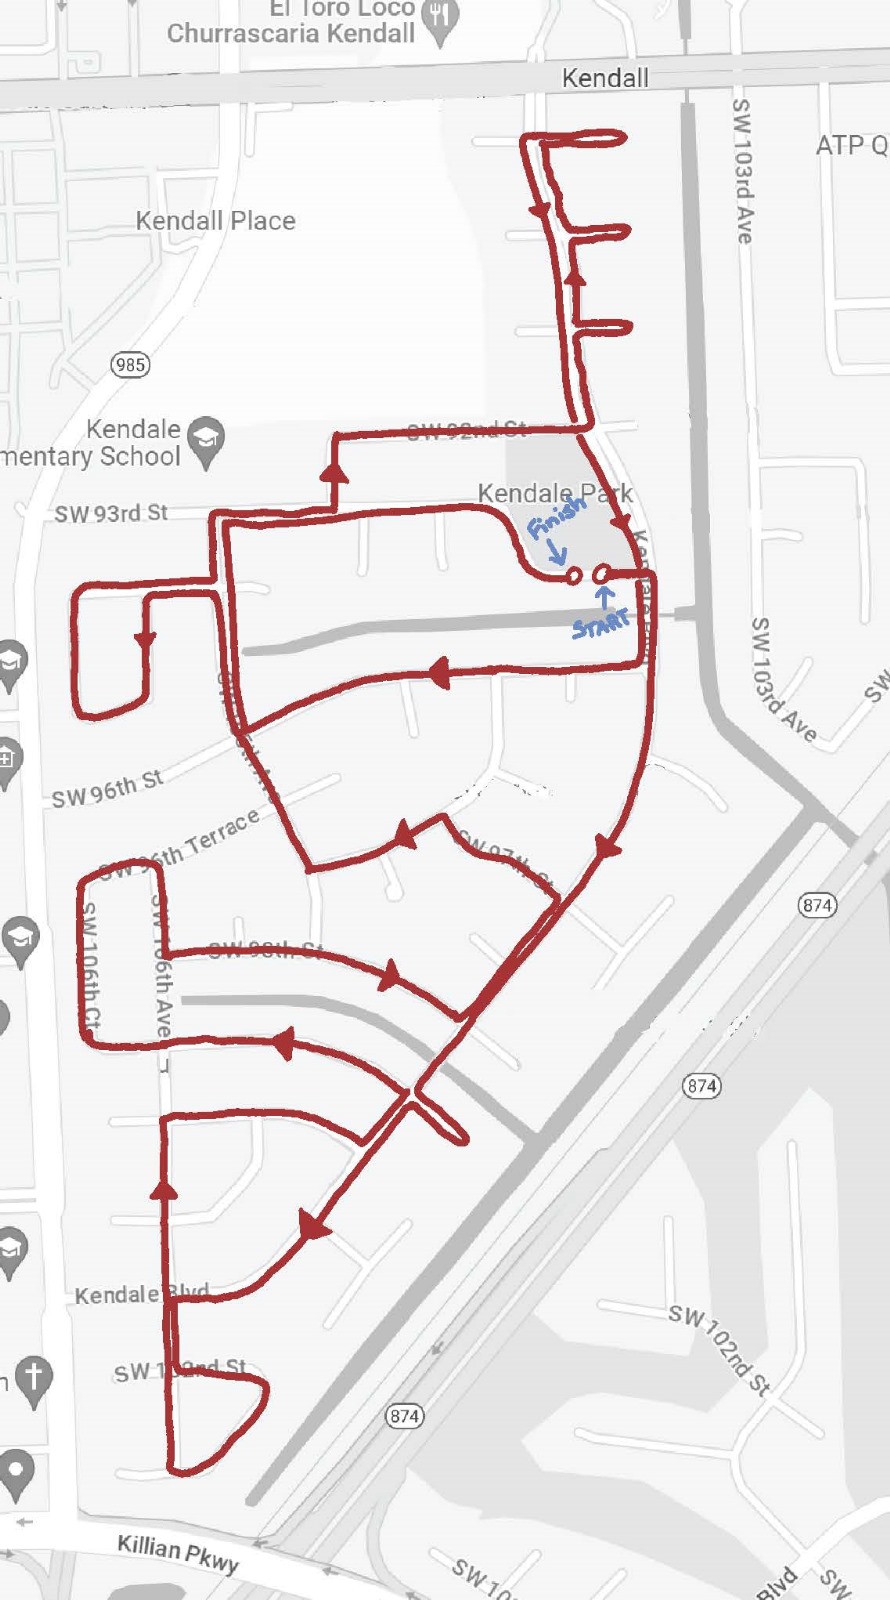 El Toro Loco
Churrascaria Kendall
Kendall
SW 103rd Ave
ATP Q
Kendall Place
985
Kendale
mentary School
SW 92nd St
SW 93rd St
Kendale Park
Finish
START
SW 103rd Ave
SW
SW 96th St
SW 96th Terrace
SW 97th St
874
SW 106th Ct
SW 106th Ave
SW 98th St
874
Kendale Blvd
SW 102nd St
SW 102nd St
874
Killian Pkwy
SW 10
Blvd
SW